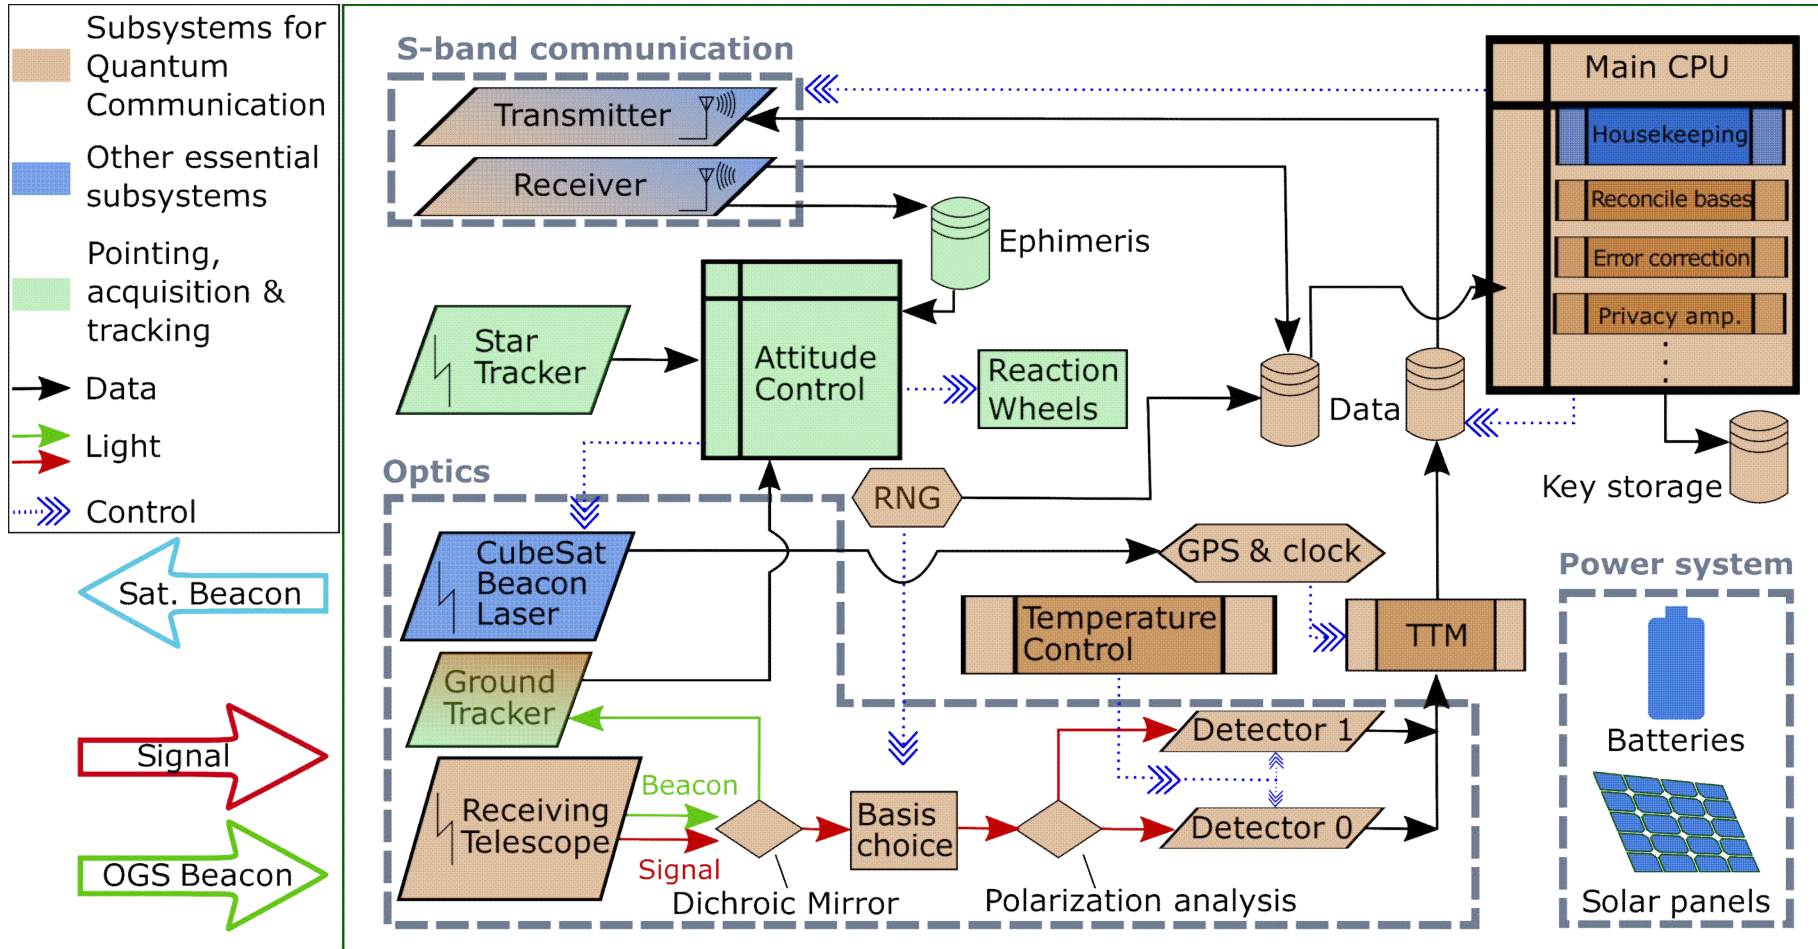 Subsystems for
Quantum
Communication
Other essential
subsystems
Pointing,
acquisition &
tracking
Data
Light
Control
Sat. Beacon
Signal
OGS Beacon
S-band communication
Transmitter
Receiver
Ephimeris
Star
Tracker
Attitude
Control
Reaction
Wheels
Main CPU
Housekeeping
Reconcile bases
Error correction
Privacy amp.
Data
Key storage
Optics
RNG
CubeSat
Beacon
Laser
GPS & clock
Temperature
Control
TTM
Ground
Tracker
Receiving
Telescope
Beacon
Signal
Dichroic Mirror
Basis
choice
Polarization analysis
Detector 1
Detector 0
Power system
Batteries
Solar panels